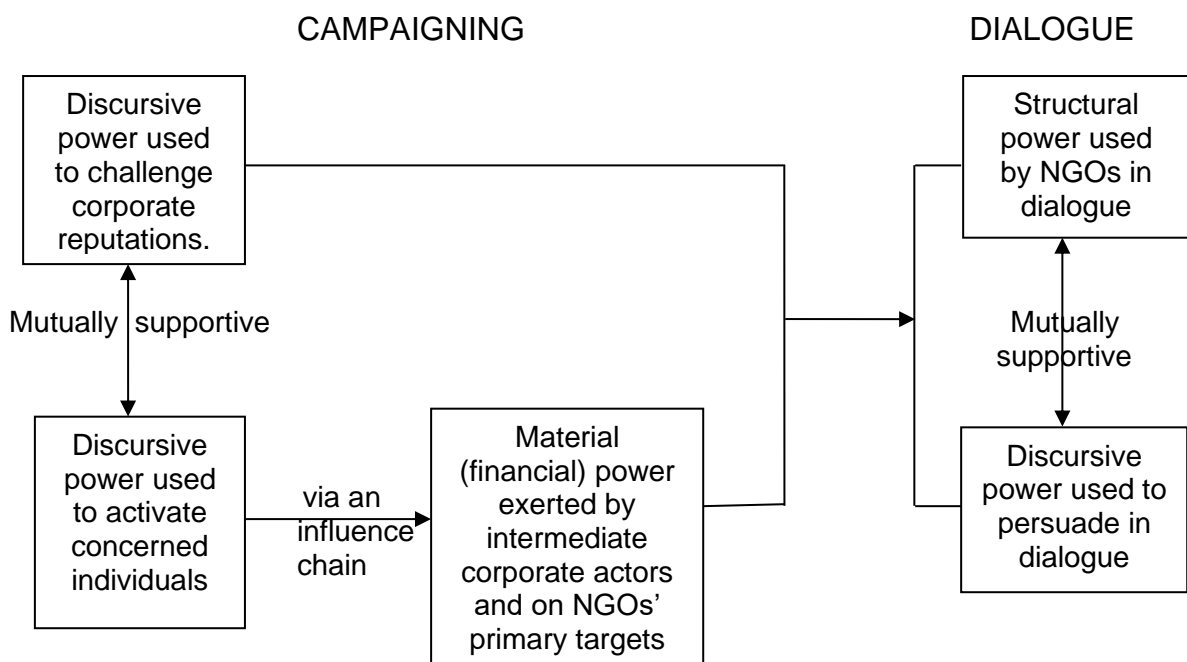 CAMPAIGNING
DIALOGUE
Discursive
power used
to challenge
corporate
reputations.
Mutually supportive
Discursive
power used
to activate
concerned
individuals
via an
influence
chain
Material
(financial) power
exerted by
intermediate
corporate actors
and on NGOs’
primary targets
Structural
power used
by NGOs in
dialogue
Mutually
supportive
Discursive
power used to
persuade in
dialogue